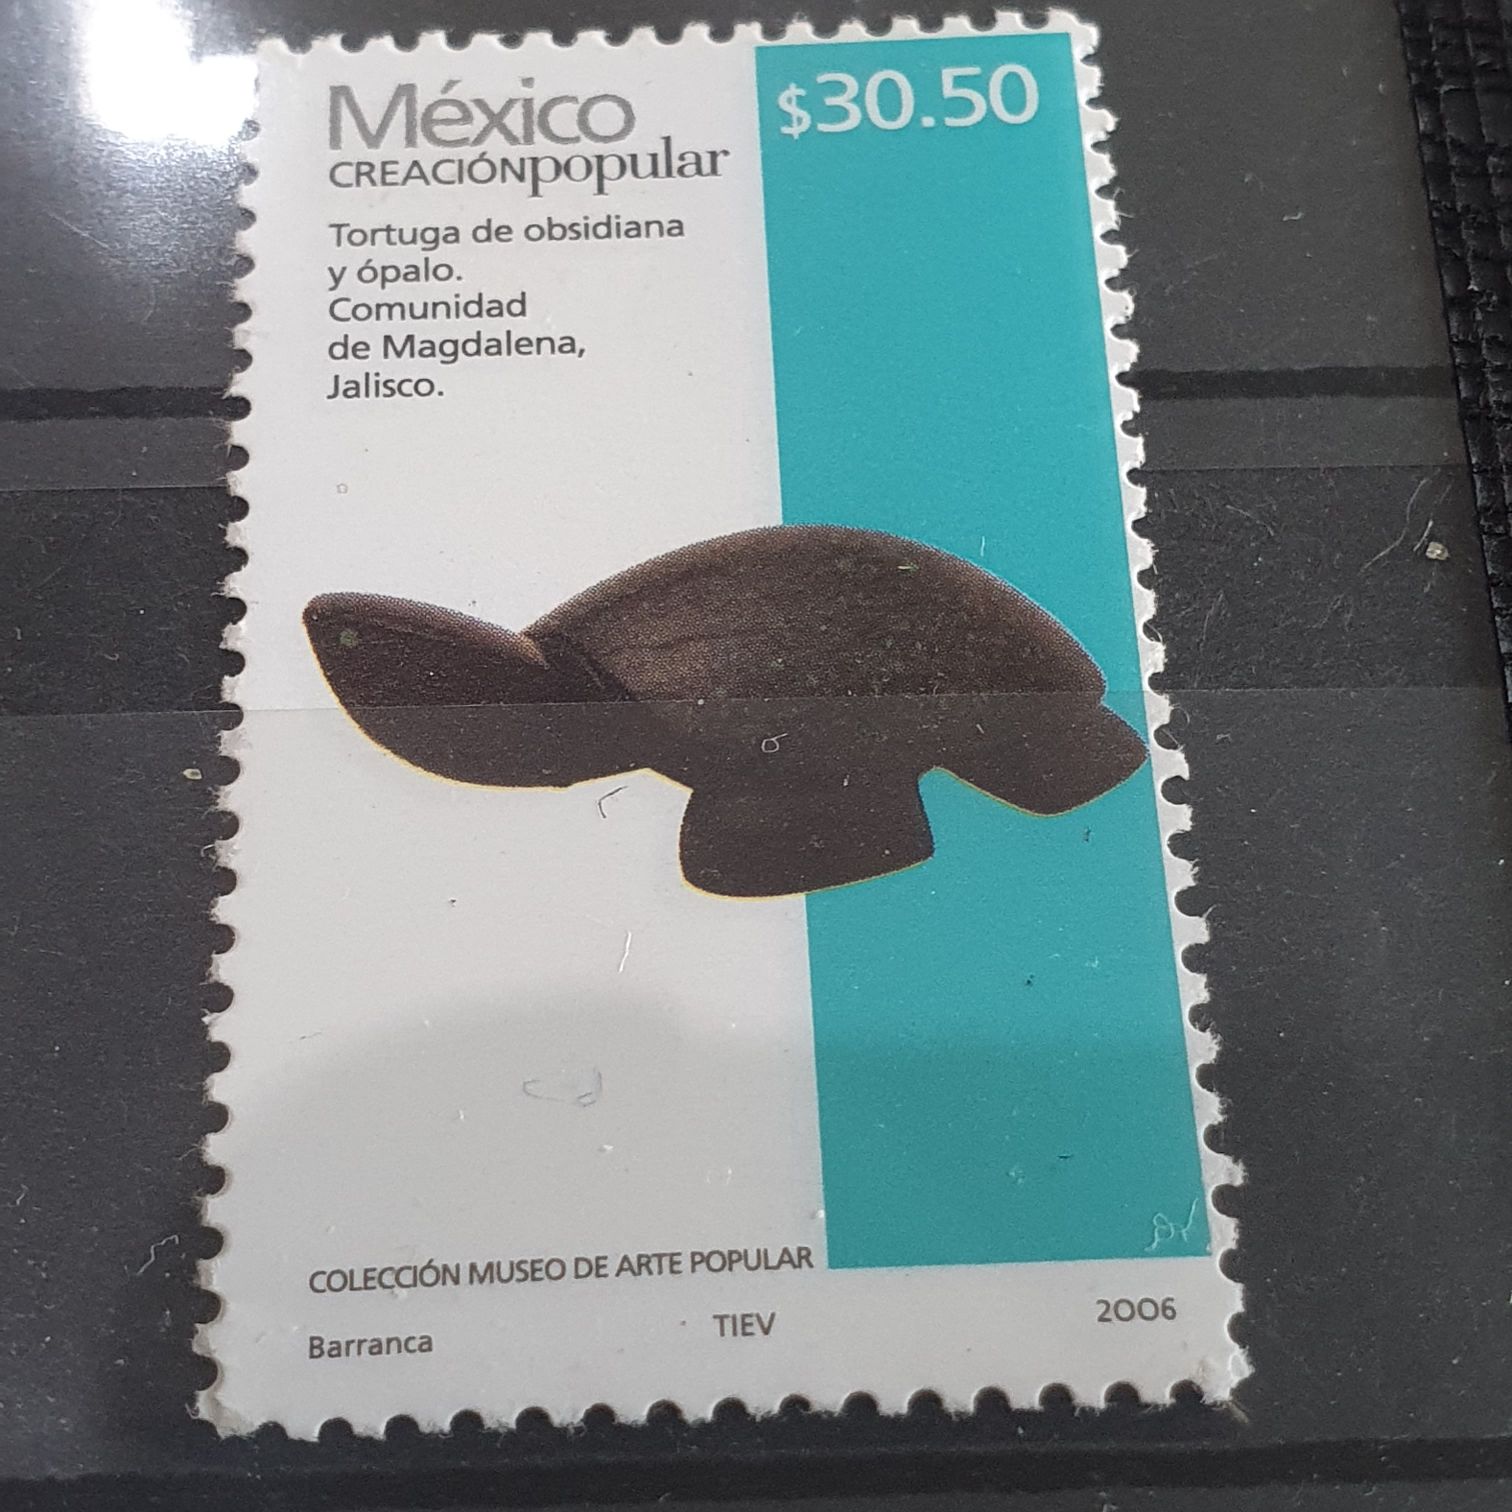 México
$30.50
CREACIÓNpopular
Tortuga de obsidiana
y ópalo.
Comunidad
de Magdalena,
Jalisco.
COLECCIÓN MUSEO DE ARTE POPULAR
Barranca
TIEV
2006